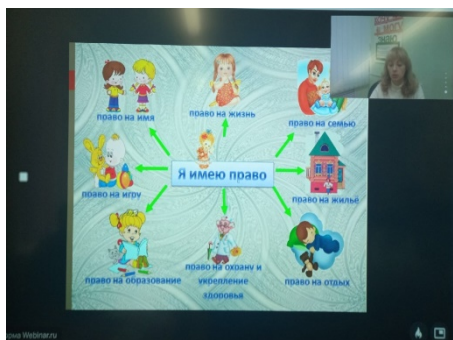 право на имя
право на жизнь
право на семью
право на игру
Я имею право
право на жильё
право на образование
право на охрану и
укрепление
здоровья
право на отдых
Webinar.ru